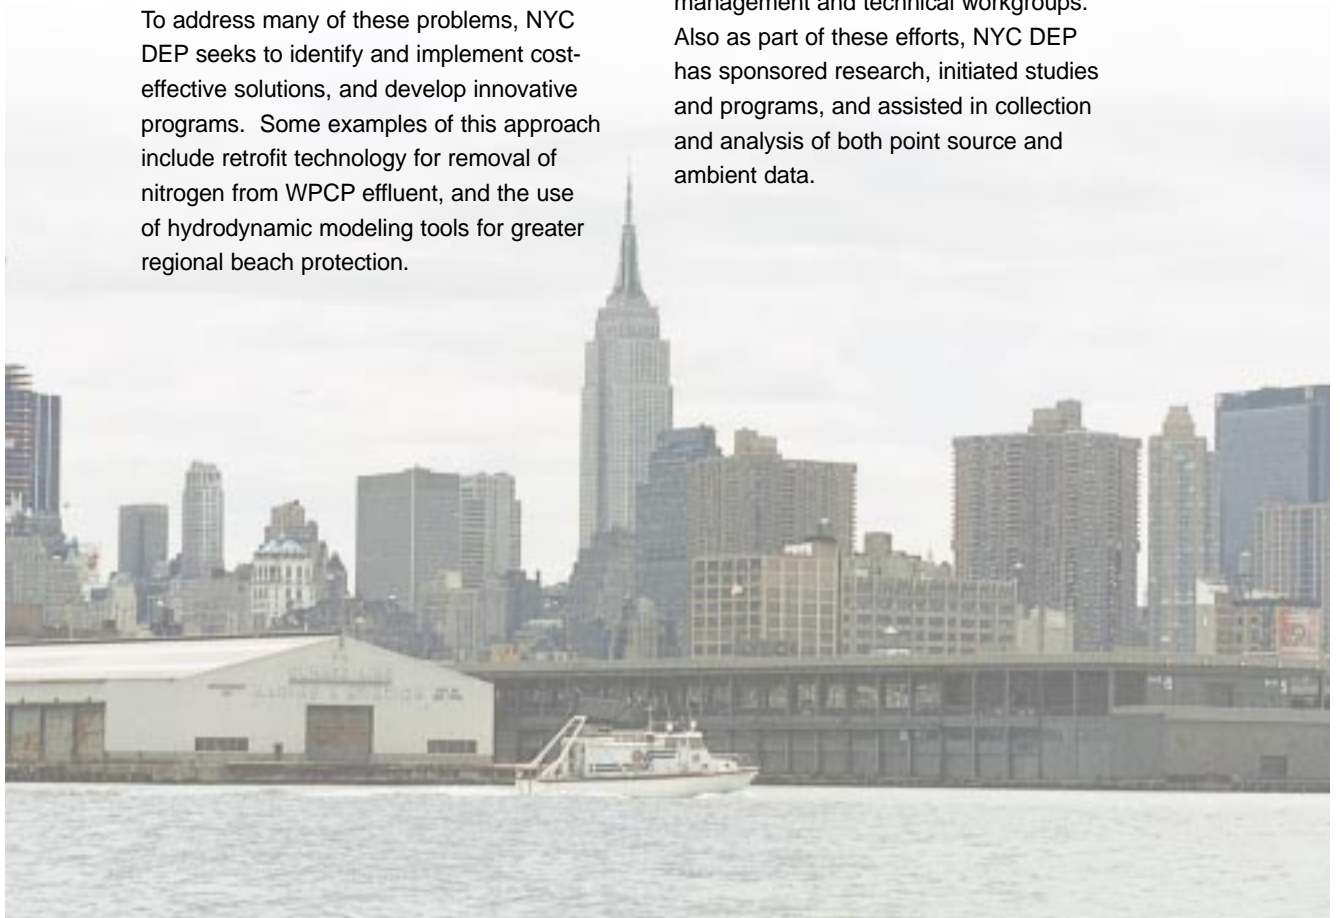 To address many of these problems, NYC
DEP seeks to identify and implement cost-
effective solutions, and develop innovative
programs.  Some examples of this approach
include retrofit technology for removal of
nitrogen from WPCP effluent, and the use
of hydrodynamic modeling tools for greater
regional beach protection.
management and technical workgroups.
Also as part of these efforts, NYC DEP
has sponsored research, initiated studies
and programs, and assisted in collection
and analysis of both point source and
ambient data.